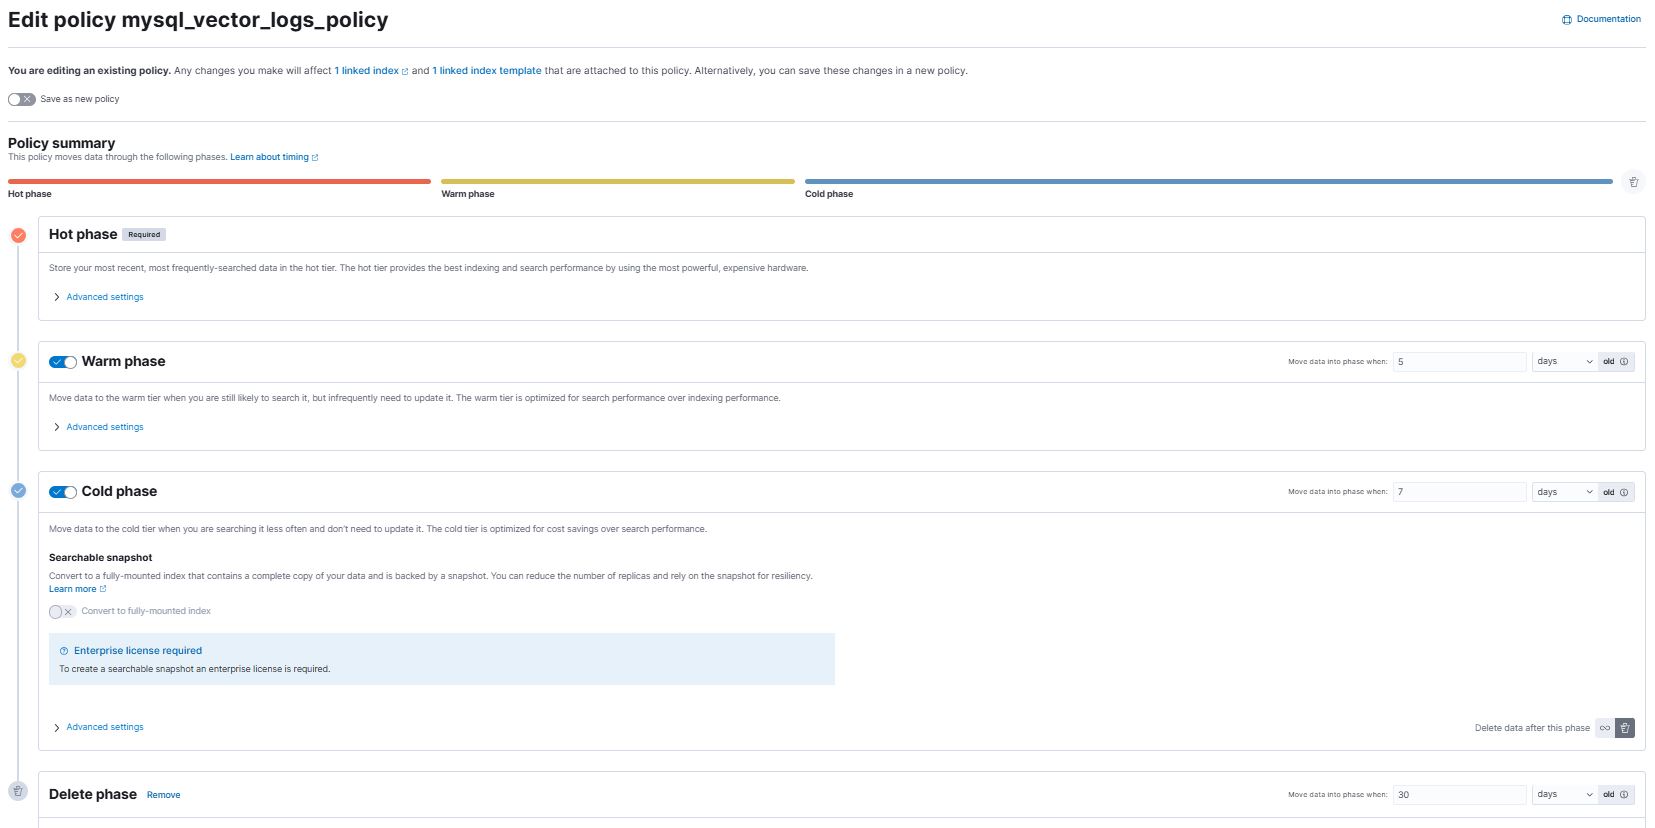 Edit policy mysql_vector_logs_policy
Documentation
You are editing an existing policy. Any changes you make will affect 1 linked index and 1 linked index template that are attached to this policy. Alternatively, you can save these changes in a new policy.
Save as new policy
Policy summary
This policy moves data through the following phases. Learn about timing
Hot phase
Warm phase
Cold phase
Hot phase Required
Store your most recent, most frequently-searched data in the hot tier. The hot tier provides the best indexing and search performance by using the most powerful, expensive hardware.
Advanced settings
Warm phase
Move data into phase when: 5 days old
Move data to the warm tier when you are still likely to search it, but infrequently need to update it. The warm tier is optimized for search performance over indexing performance.
Advanced settings
Cold phase
Move data into phase when: 7 days old
Move data to the cold tier when you are searching it less often and don't need to update it. The cold tier is optimized for cost savings over search performance.
Searchable snapshot
Convert to a fully-mounted index that contains a complete copy of your data and is backed by a snapshot. You can reduce the number of replicas and rely on the snapshot for resiliency.
Learn more
Convert to fully-mounted index
Enterprise license required
To create a searchable snapshot an enterprise license is required.
Advanced settings
Delete data after this phase
Delete phase Remove
Move data into phase when: 30 days old